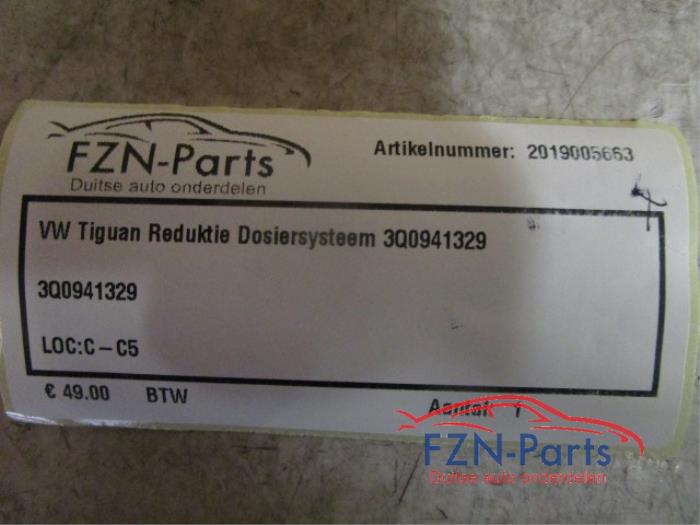 FZN-Parts
Duitse auto onderdelen
Artikelnummer: 2019005663
VW Tiguan Reduktie Dosiersysteem 3Q0941329
3Q0941329
LOC:C-C5
€ 49.00 BTW
Aantal: 1
FZN-Parts
Duitse auto onderdelen